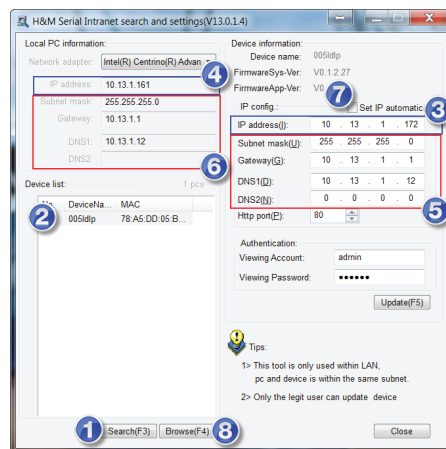 H&M Serial Intranet search and settings(V13.0.1.4)
Local PC information:
Network adapter: Intel(R) Centrino(R) Advan
4
IP address: 10.13.1.161
Subnet mask: 255.255.255.0
Gateway: 10.13.1.1
DNS1: 10.13.1.12
DNS2:
6
Device list: 1 pcs
DeviceNa... MAC
2
005ldlp 78:A5:DD:05:B...
1
Search(F3) Browse(F4)
8
Device information:
Device name: 005ldlp
FirmwareSys-Ver: V0.1.2.27
FirmwareApp-Ver: V0
7
IP config.: Set IP automatic
3
IP address(I): 10 . 13 . 1 . 172
Subnet mask(U): 255 . 255 . 255 . 0
Gateway(G): 10 . 13 . 1 . 1
DNS1(D): 10 . 13 . 1 . 12
DNS2(N): 0 . 0 . 0 . 0
5
Http port(P): 80
Authentication:
Viewing Account: admin
Viewing Password: ••••••
Update(F5)
Tips:
1> This tool is only used within LAN,
pc and device is within the same subnet.
2> Only the legit user can update device
Close